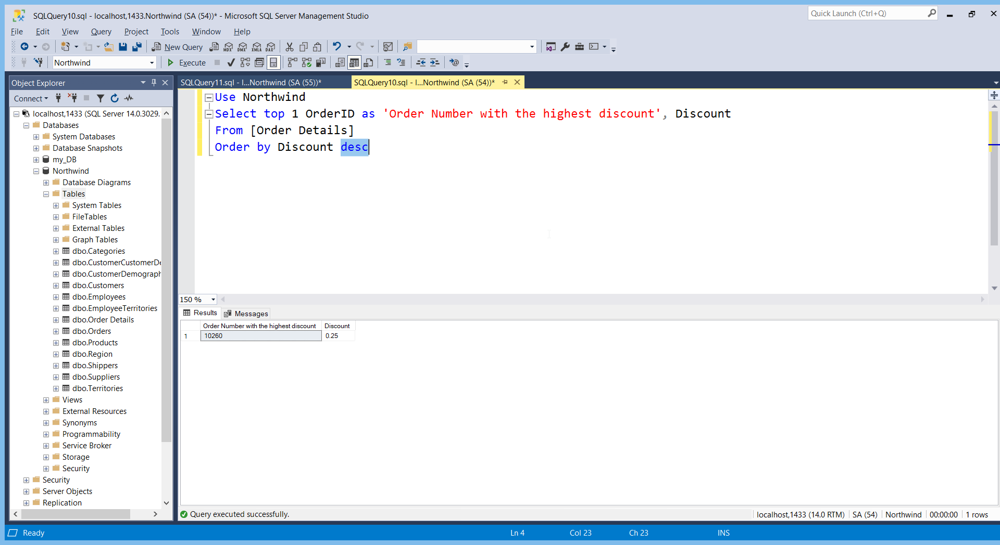 SQLQuery10.sql - localhost,1433.Northwind (SA (54))* - Microsoft SQL Server Management Studio
Quick Launch (Ctrl+Q)
File Edit View Query Project Tools Window Help
New Query MDX DMX XMLA DAX
Northwind Execute
Object Explorer
Connect
localhost,1433 (SQL Server 14.0.3029.
Databases
System Databases
Database Snapshots
my_DB
Northwind
Database Diagrams
Tables
System Tables
FileTables
External Tables
Graph Tables
dbo.Categories
dbo.CustomerCustomerDe
dbo.CustomerDemograph
dbo.Customers
dbo.Employees
dbo.EmployeeTerritories
dbo.Order Details
dbo.Orders
dbo.Products
dbo.Region
dbo.Shippers
dbo.Suppliers
dbo.Territories
Views
External Resources
Synonyms
Programmability
Service Broker
Storage
Security
Security
Server Objects
Replication
SQLQuery11.sql - l...Northwind (SA (55))* SQLQuery10.sql - l...Northwind (SA (54))*
Use Northwind
Select top 1 OrderID as 'Order Number with the highest discount', Discount
From [Order Details]
Order by Discount desc
150 %
Results Messages
Order Number with the highest discount Discount
1 10260 0.25
Query executed successfully. localhost,1433 (14.0 RTM) SA (54) Northwind 00:00:00 1 rows
Ready Ln 4 Col 23 Ch 23 INS